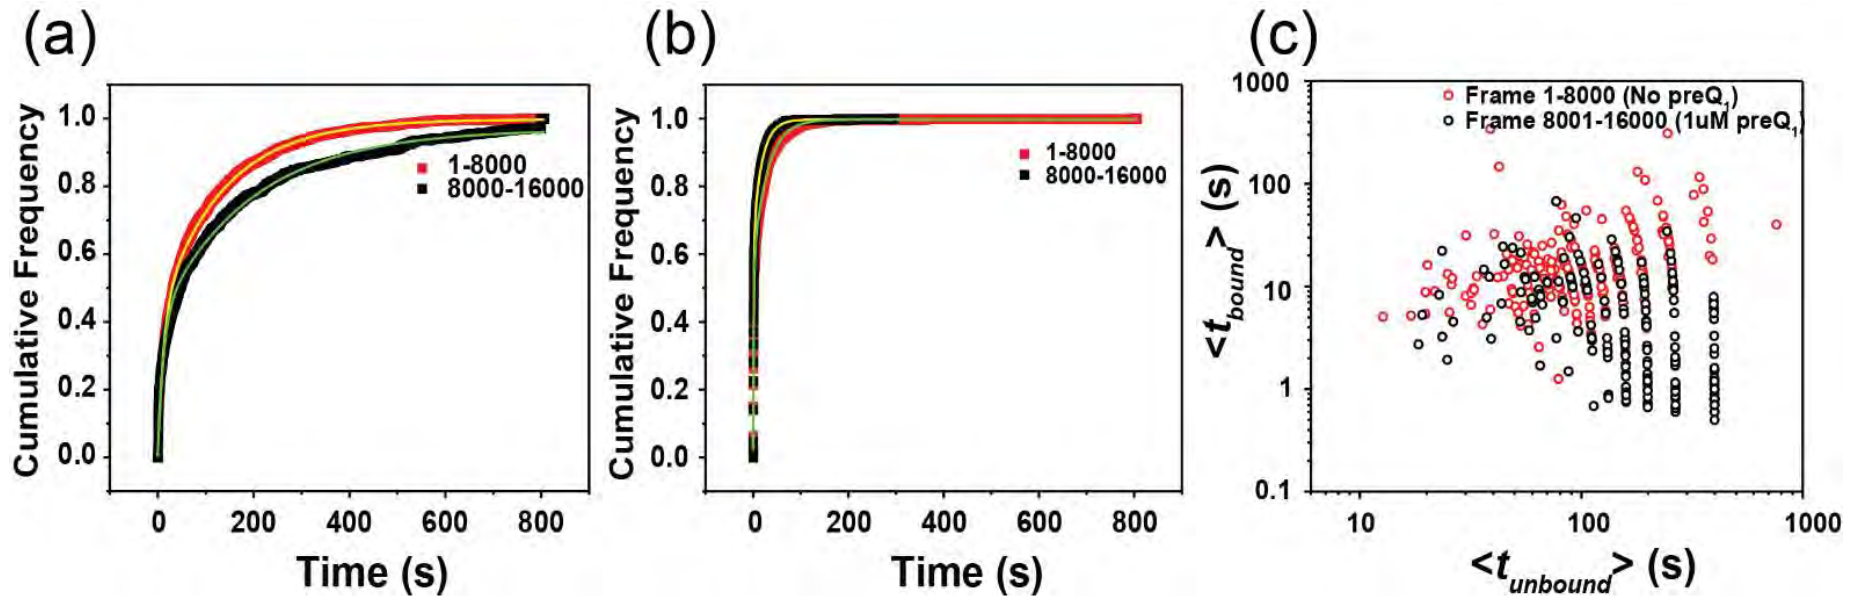 (a)
Cumulative Frequency
1.0
0.8
0.6
0.4
0.2
0.0
1-8000
8000-16000
0 200 400 600 800
Time (s)
(b)
Cumulative Frequency
1.0
0.8
0.6
0.4
0.2
0.0
1-8000
8000-16000
0 200 400 600 800
Time (s)
(c)
<t_bound> (s)
1000
100
10
1
0.1
Frame 1-8000 (No preQ₁)
Frame 8001-16000 (1uM preQ₁)
10 100 1000
<t_unbound> (s)